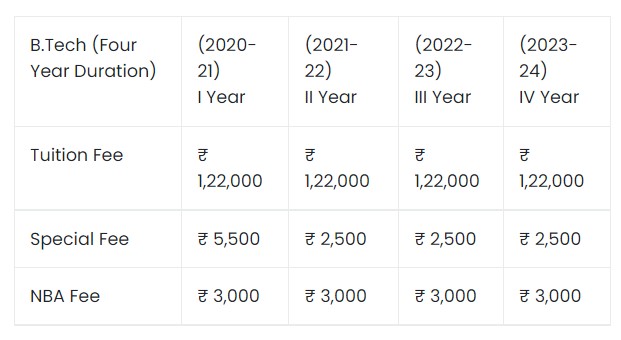 B.Tech (Four Year Duration) (2020-21) I Year (2021-22) II Year (2022-23) III Year (2023-24) IV Year
Tuition Fee ₹ 1,22,000 ₹ 1,22,000 ₹ 1,22,000 ₹ 1,22,000
Special Fee ₹ 5,500 ₹ 2,500 ₹ 2,500 ₹ 2,500
NBA Fee ₹ 3,000 ₹ 3,000 ₹ 3,000 ₹ 3,000